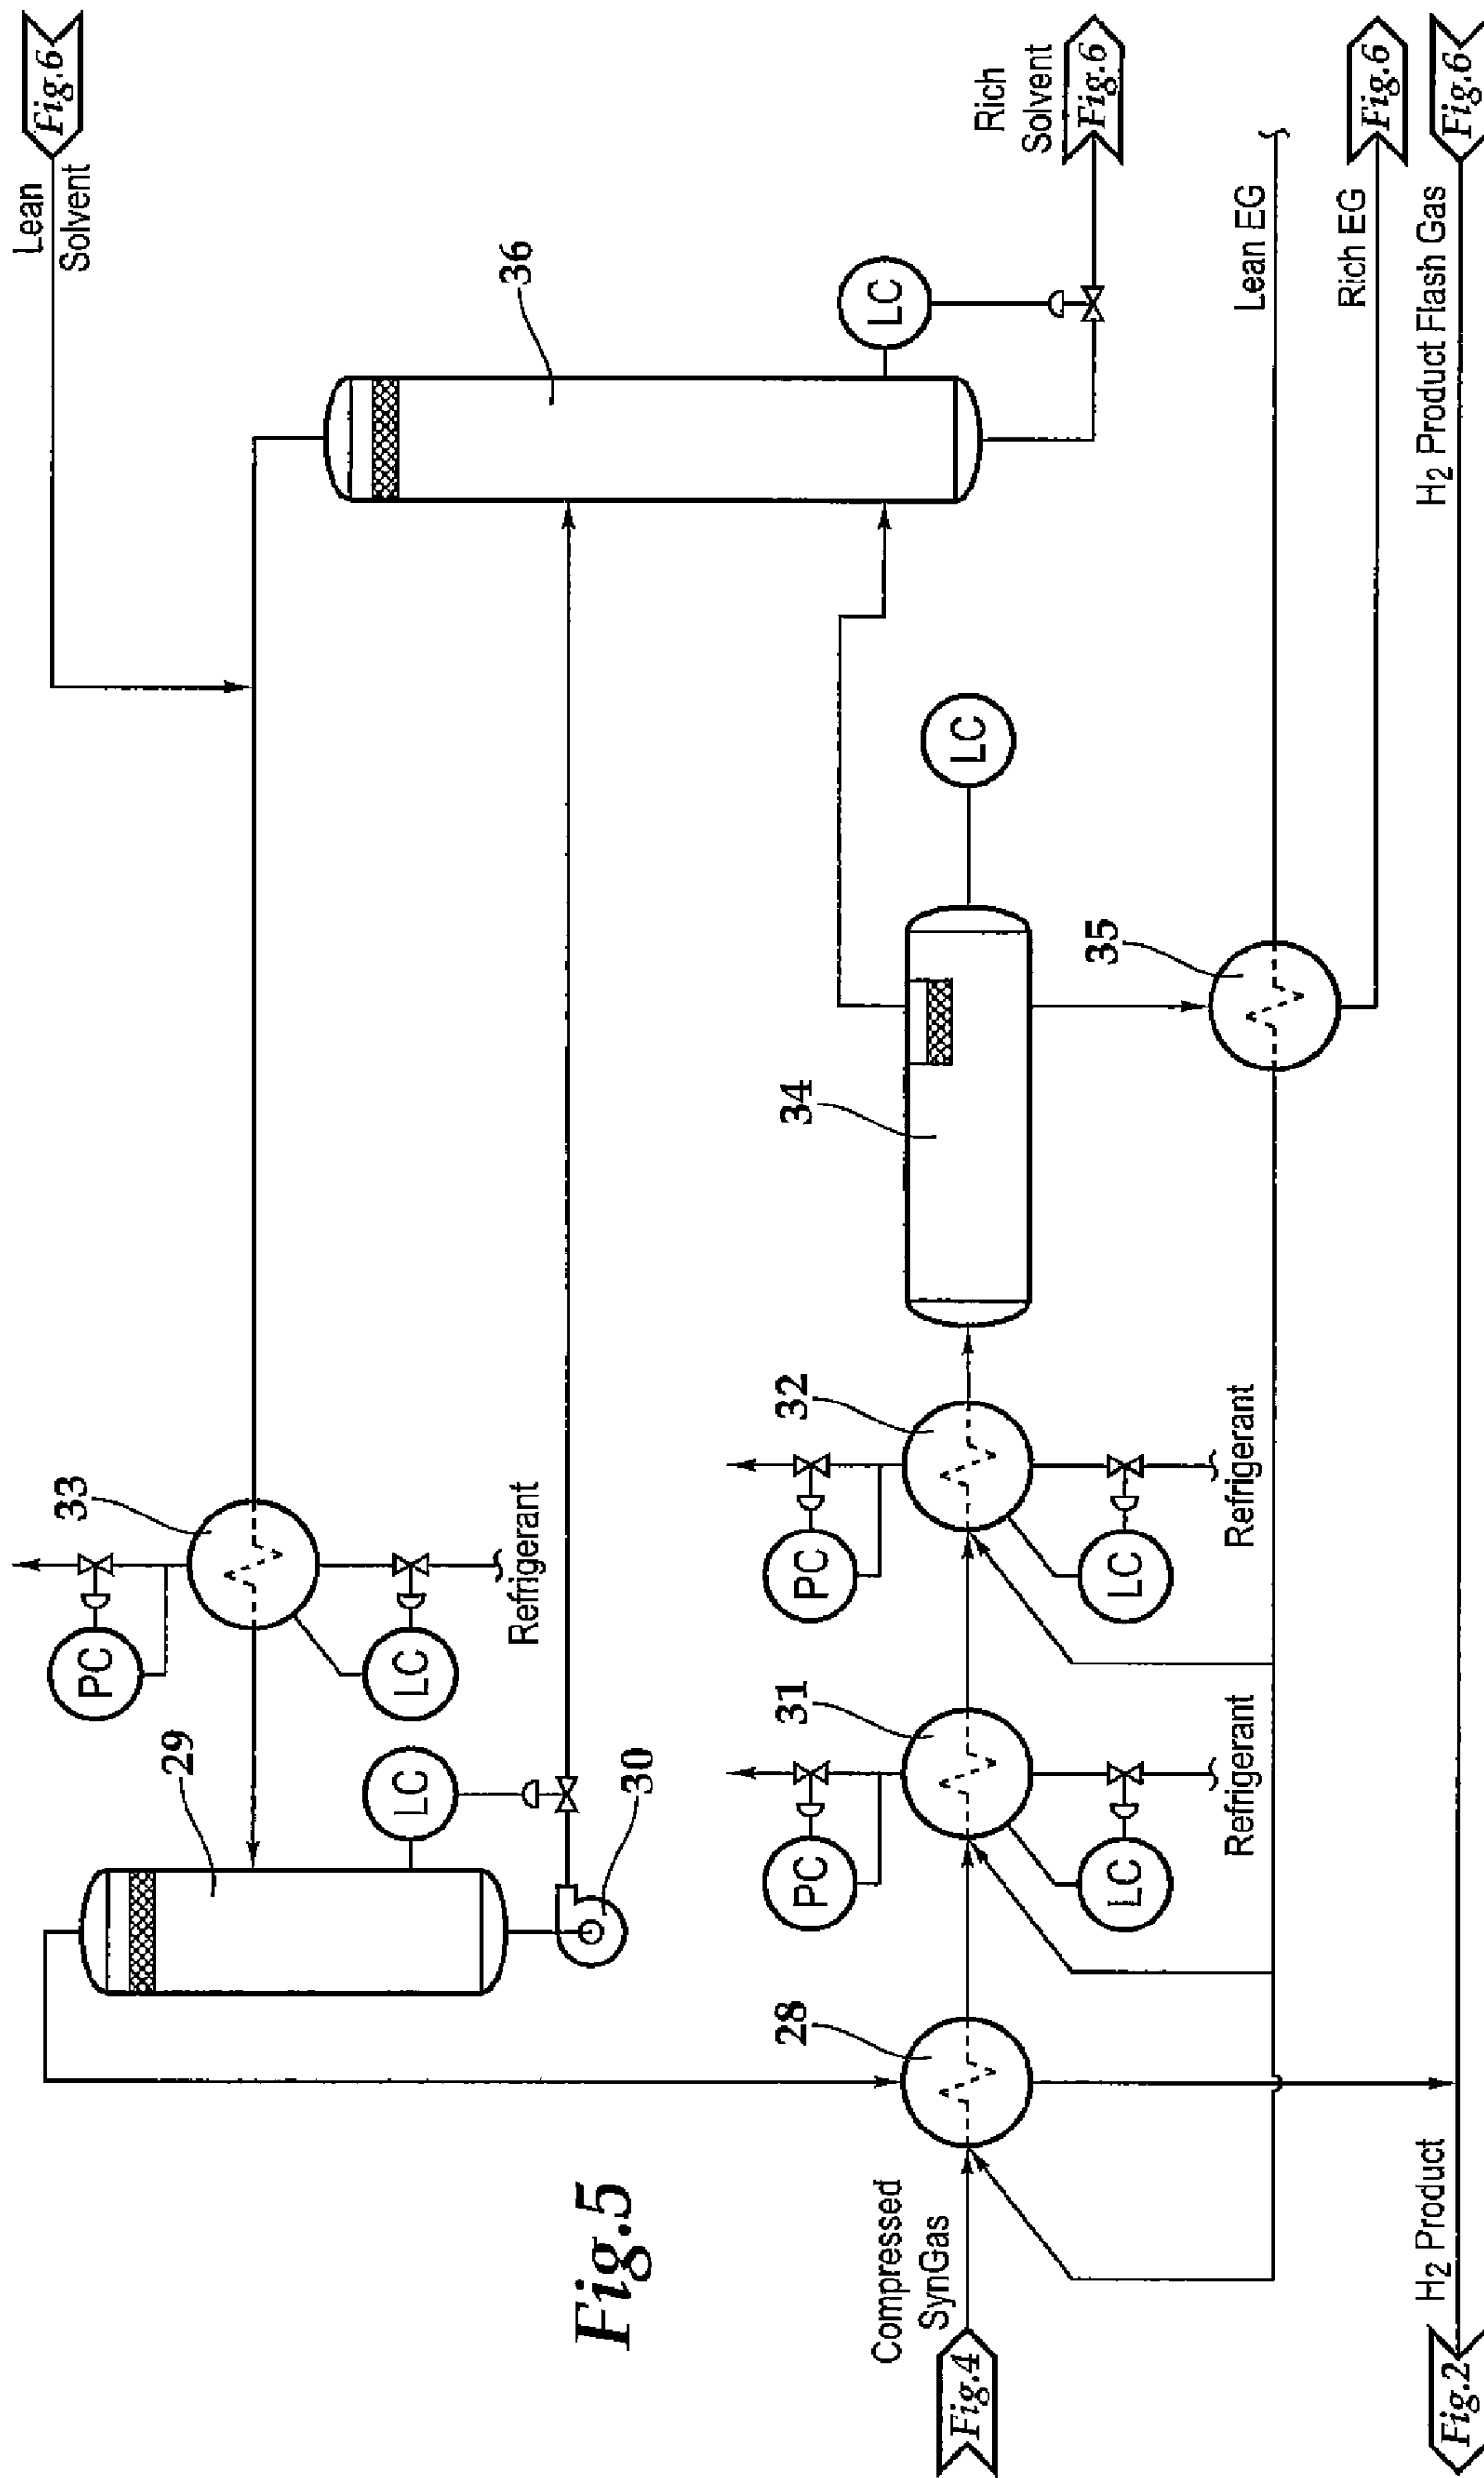 Fig.6
Lean
Solvent
33
PC
LC
Refrigerant
29
LC
30
36
LC
Rich
Solvent
Fig.6
Fig.5
Compressed
SynGas
Fig.4
28
31
PC
LC
Refrigerant
32
PC
LC
Refrigerant
34
LC
35
Lean EG
Rich EG
Fig.6
H2 Product
Fig.2
H2 Product Flash Gas
Fig.6